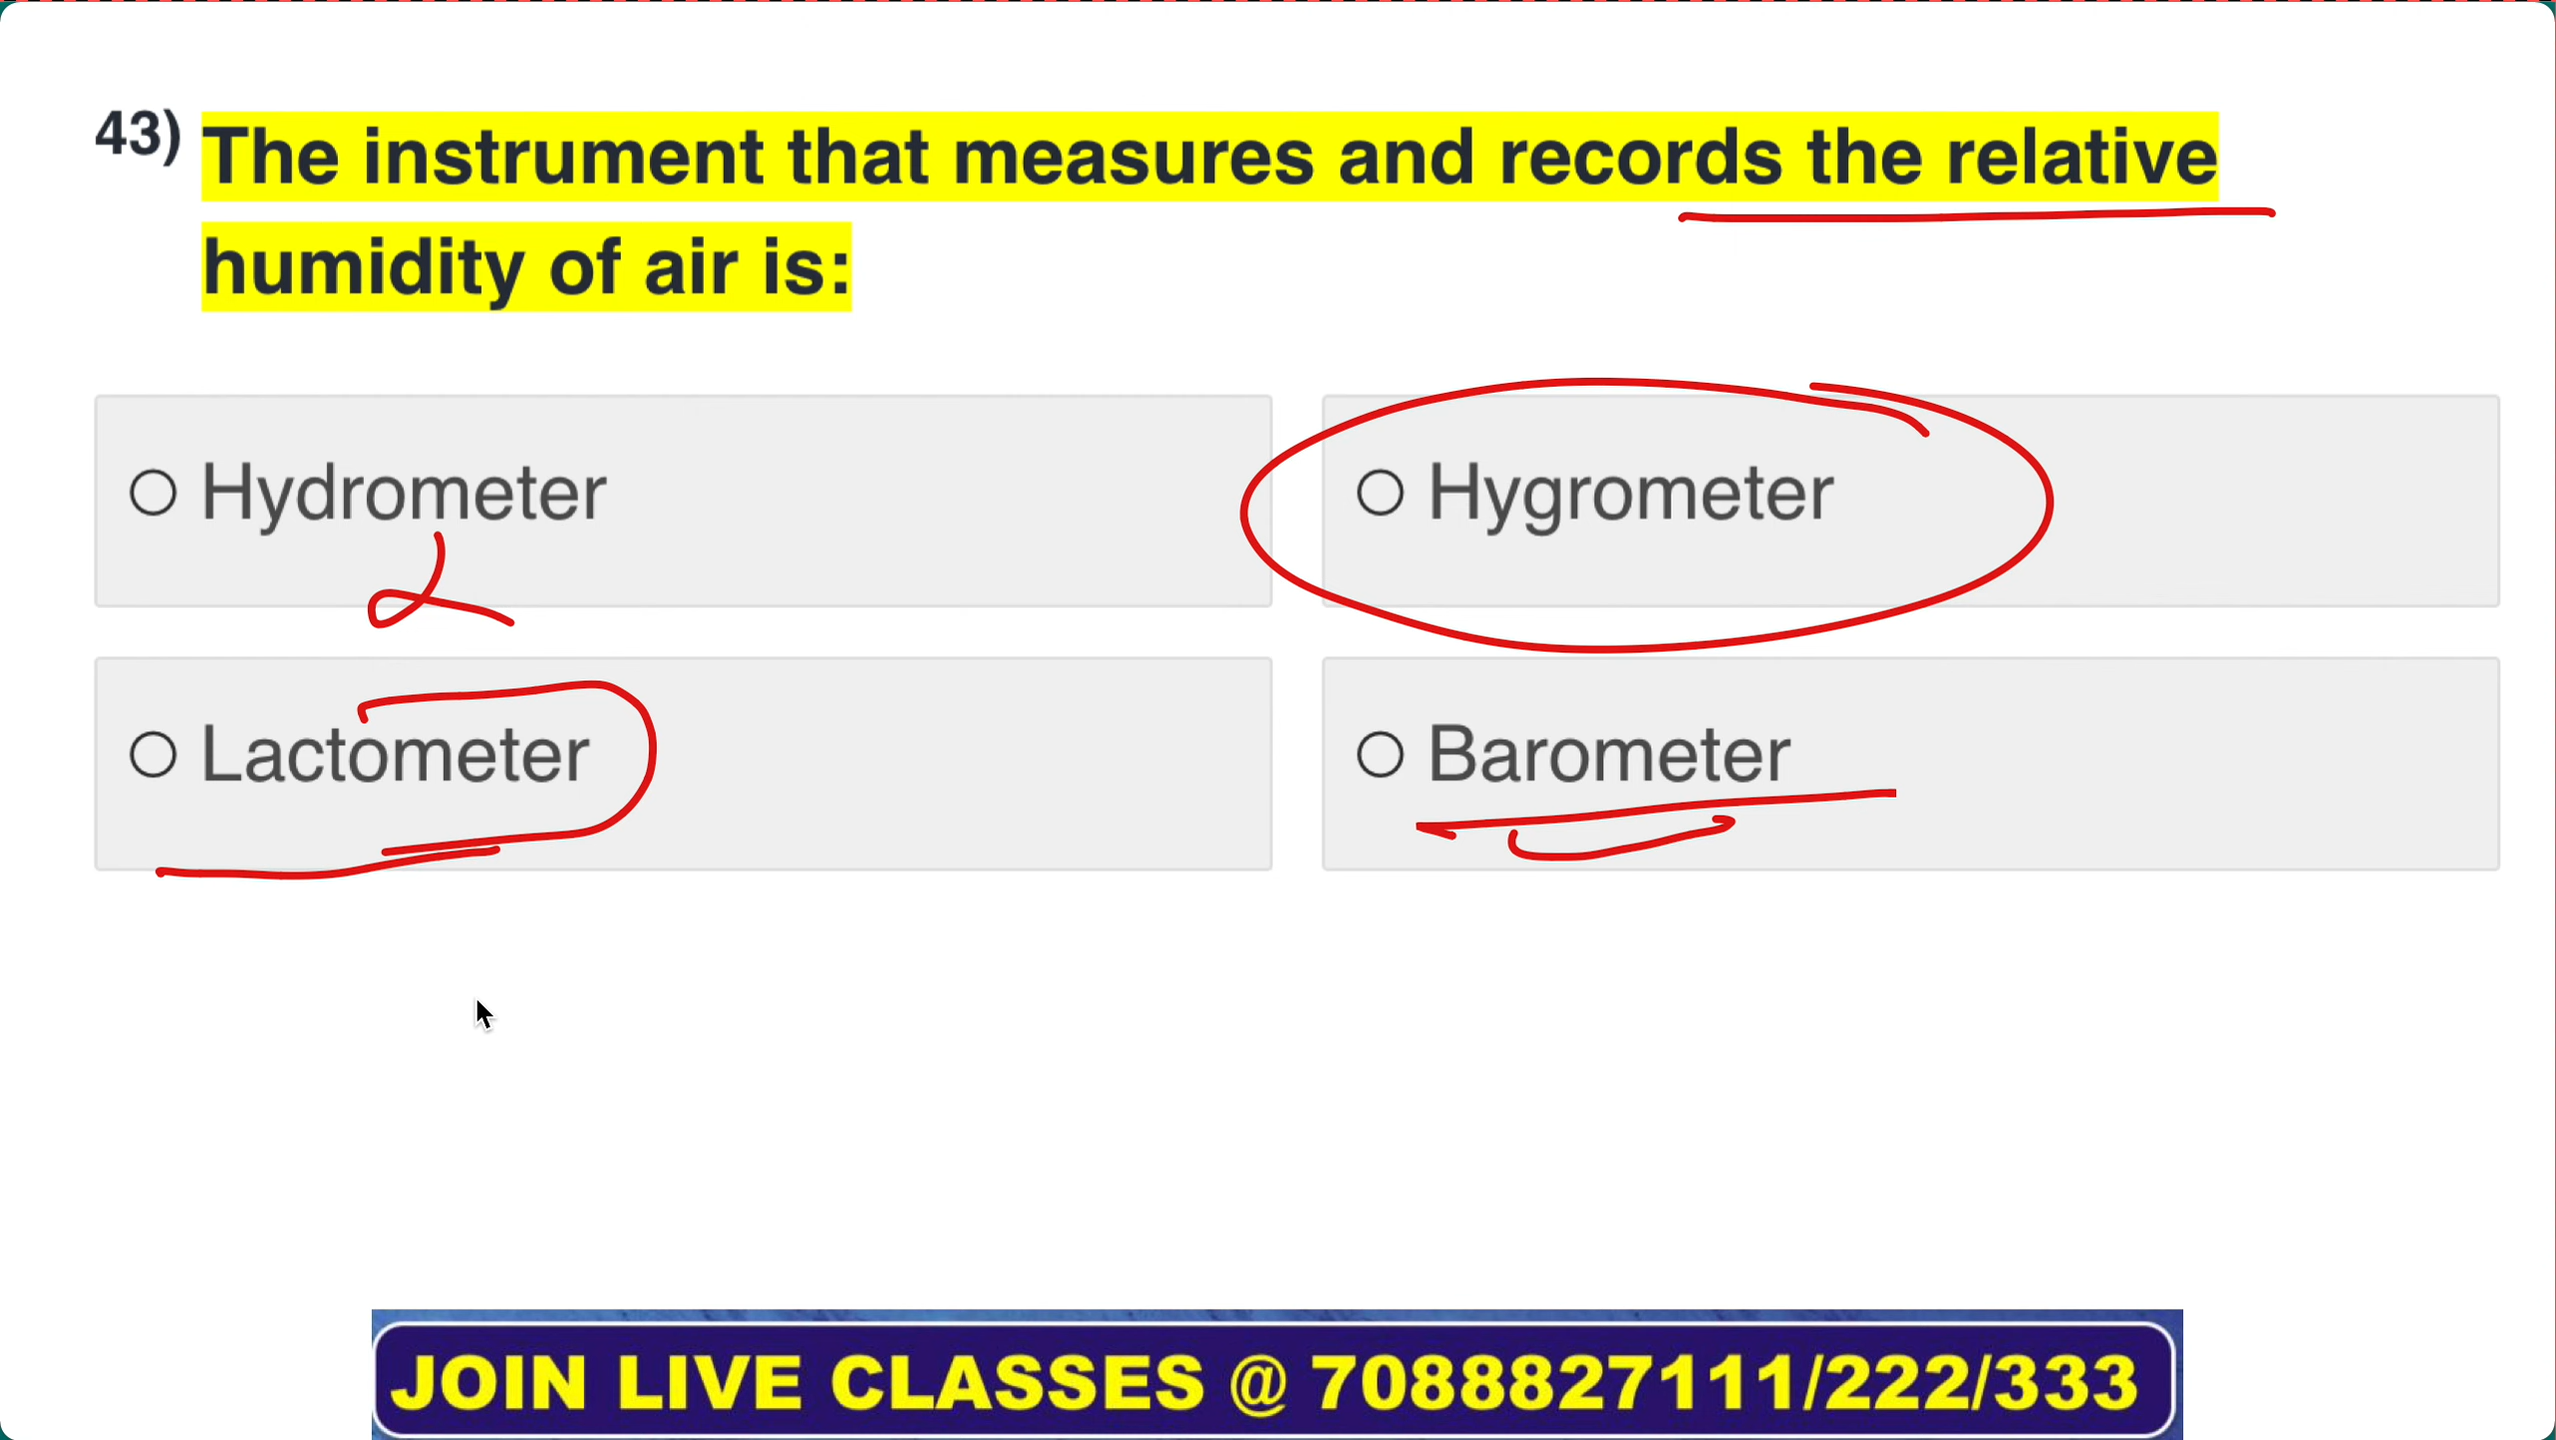 43) The instrument that measures and records the relative
humidity of air is:
Hydrometer
Hygrometer
Lactometer
Barometer
JOIN LIVE CLASSES @ 7088827111/222/333